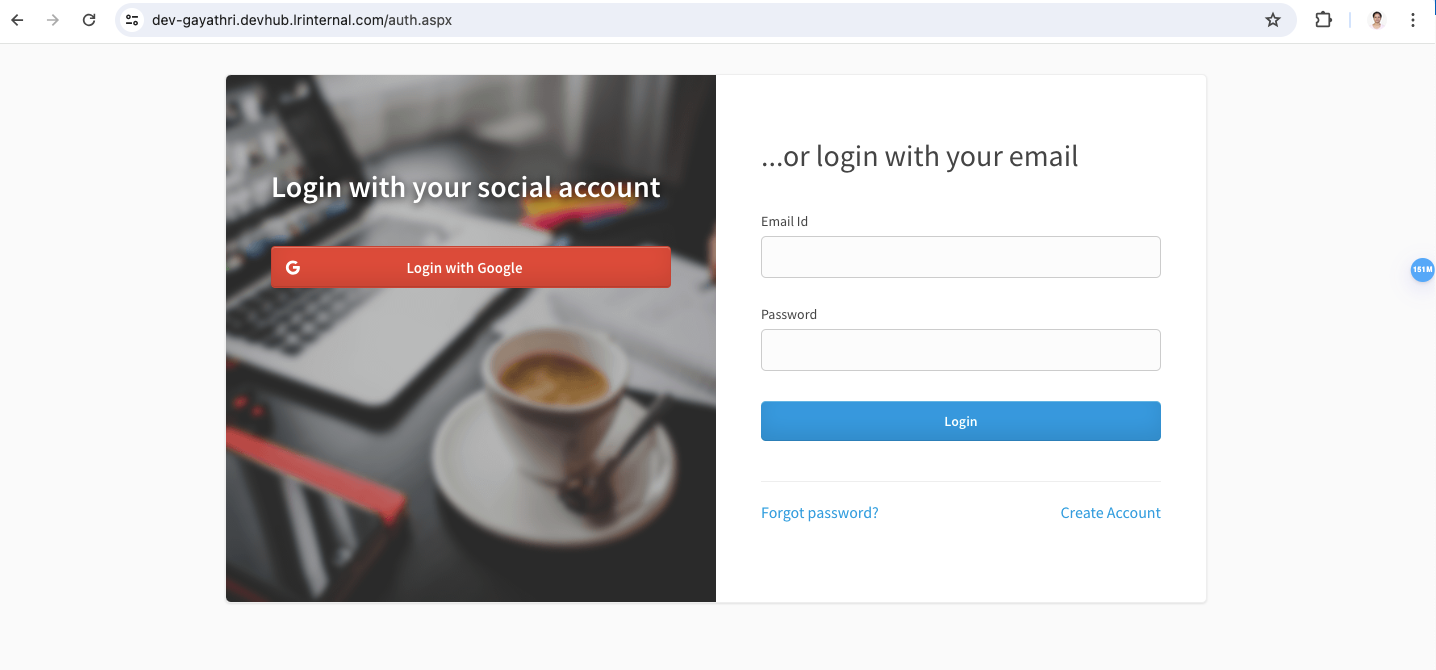 dev-gayathri.devhub.lrinternal.com/auth.aspx
Login with your social account
Login with Google
...or login with your email
Email Id
Password
Login
Forgot password?
Create Account
151M